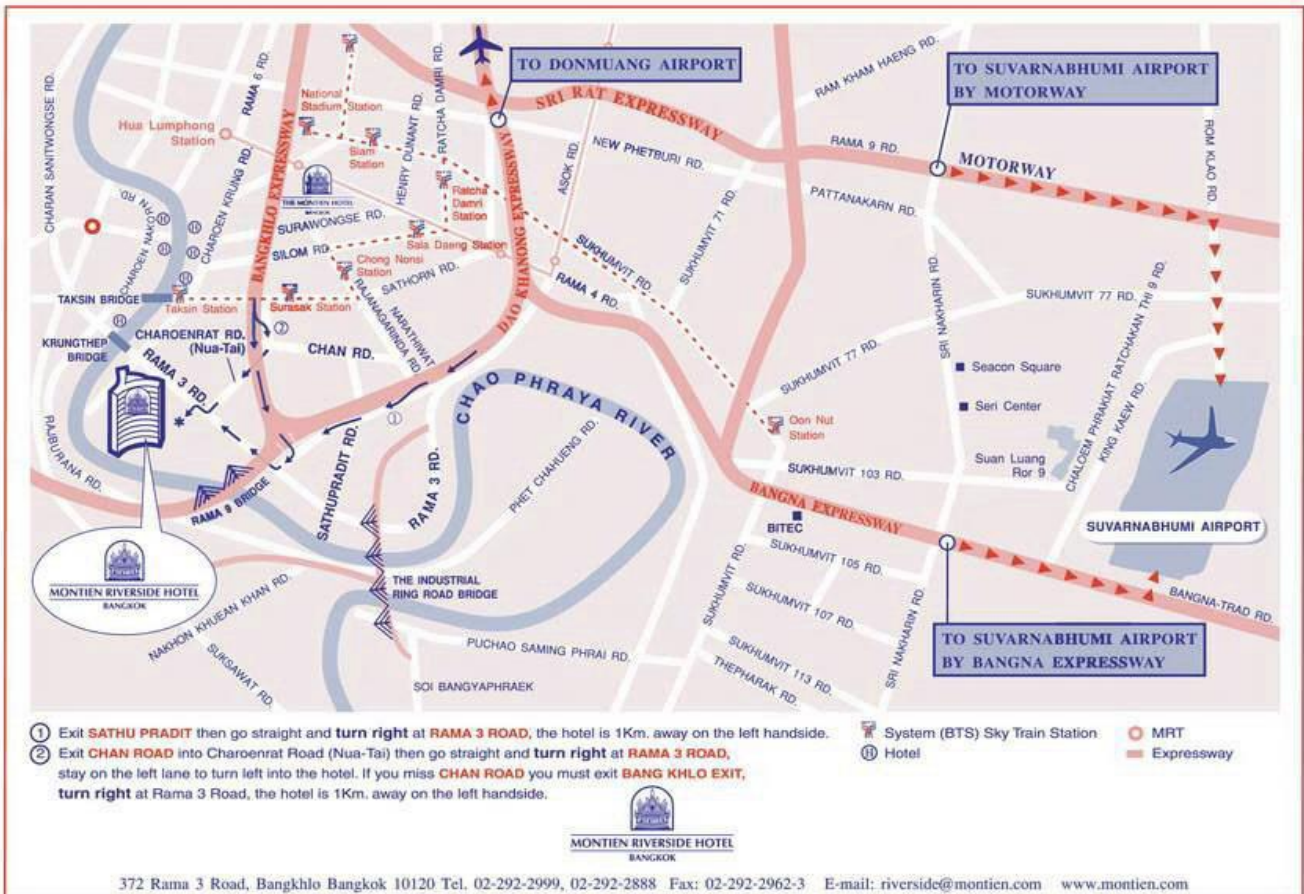 TO DONMUANG AIRPORT
TO SUVARNABHUMI AIRPORT
BY MOTORWAY
CHARAN SANITWONGSE RD.
RAMA 6 RD.
National
Stadium Station
Hua Lumphong
Station
BANGKHLO EXPRESSWAY
Siam
Station
HENRY DUNANT RD.
RATCHA DAMRI RD.
SRI RAT EXPRESSWAY
RAM KHAM HAENG RD.
NEW PHETBURI RD.
ASOK RD.
RAMA 9 RD.
MOTORWAY
ROM KLAO RD.
PATTANAKARN RD.
THE MONTIEN HOTEL
BANGKOK
Ratcha
Damri
Station
DAO KHANONG EXPRESSWAY
CHAROEN NAKORN RD.
CHAROEN KRUNG RD.
SURAWONGSE RD.
SILOM RD.
Sala Daeng Station
Chong Nonsi
Station
SATHORN RD.
SUKHUMVIT RD.
SUKHUMVIT 71 RD.
RAMA 4 RD.
SRI NAKHARIN RD.
SUKHUMVIT 77 RD.
TAKSIN BRIDGE
Taksin Station
Surasak Station
NARATHIWAT
RAJANAGARINDA RD.
KRUNGTHEP
BRIDGE
CHAROENRAT RD.
(Nua-Tai)
2
CHAN RD.
RAMA 3 RD.
CHAO PHRAYA RIVER
SUKHUMVIT 77 RD.
Seacon Square
Seri Center
CHALOEM PHRAKIAT RATCHAKAN THI 9 RD.
KING KAEW RD.
Oon Nut
Station
Suan Luang
Ror 9
1
RAJBURANA RD.
SATHUPRADIT RD.
RAMA 3 RD.
PHET CHAHUENG RD.
SUKHUMVIT 103 RD.
RAMA 9 BRIDGE
BANGNA EXPRESSWAY
BITEC
SUVARNABHUMI AIRPORT
SUKHUMVIT 105 RD.
MONTIEN RIVERSIDE HOTEL
BANGKOK
THE INDUSTRIAL
RING ROAD BRIDGE
NAKHON KHUEAN KHAN RD.
SUKHUMVIT RD.
SUKHUMVIT 107 RD.
BANGNA-TRAD RD.
SUKSAWAT RD.
PUCHAO SAMING PHRAI RD.
SUKHUMVIT 113 RD.
SRI NAKHARIN RD.
TO SUVARNABHUMI AIRPORT
BY BANGNA EXPRESSWAY
THEPHARAK RD.
SOI BANGYAPHRAEK
1 Exit SATHU PRADIT then go straight and turn right at RAMA 3 ROAD, the hotel is 1Km. away on the left handside.
2 Exit CHAN ROAD into Charoenrat Road (Nua-Tai) then go straight and turn right at RAMA 3 ROAD,
stay on the left lane to turn left into the hotel. If you miss CHAN ROAD you must exit BANG KHLO EXIT,
turn right at Rama 3 Road, the hotel is 1Km. away on the left handside.
System (BTS) Sky Train Station
MRT
H Hotel
Expressway
MONTIEN RIVERSIDE HOTEL
BANGKOK
372 Rama 3 Road, Bangkhlo Bangkok 10120 Tel. 02-292-2999, 02-292-2888 Fax: 02-292-2962-3 E-mail: riverside@montien.com www.montien.com